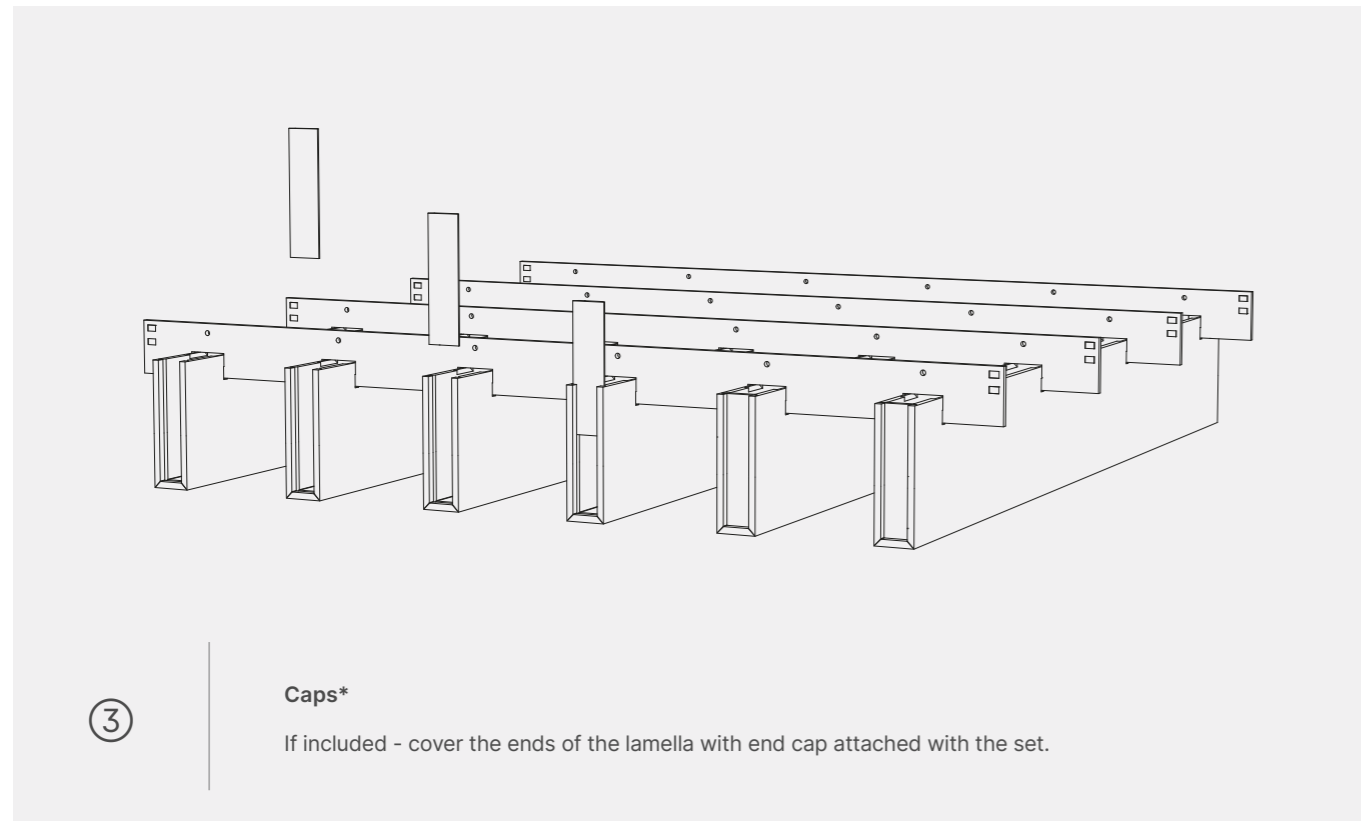 3
Caps*
If included - cover the ends of the lamella with end cap attached with the set.